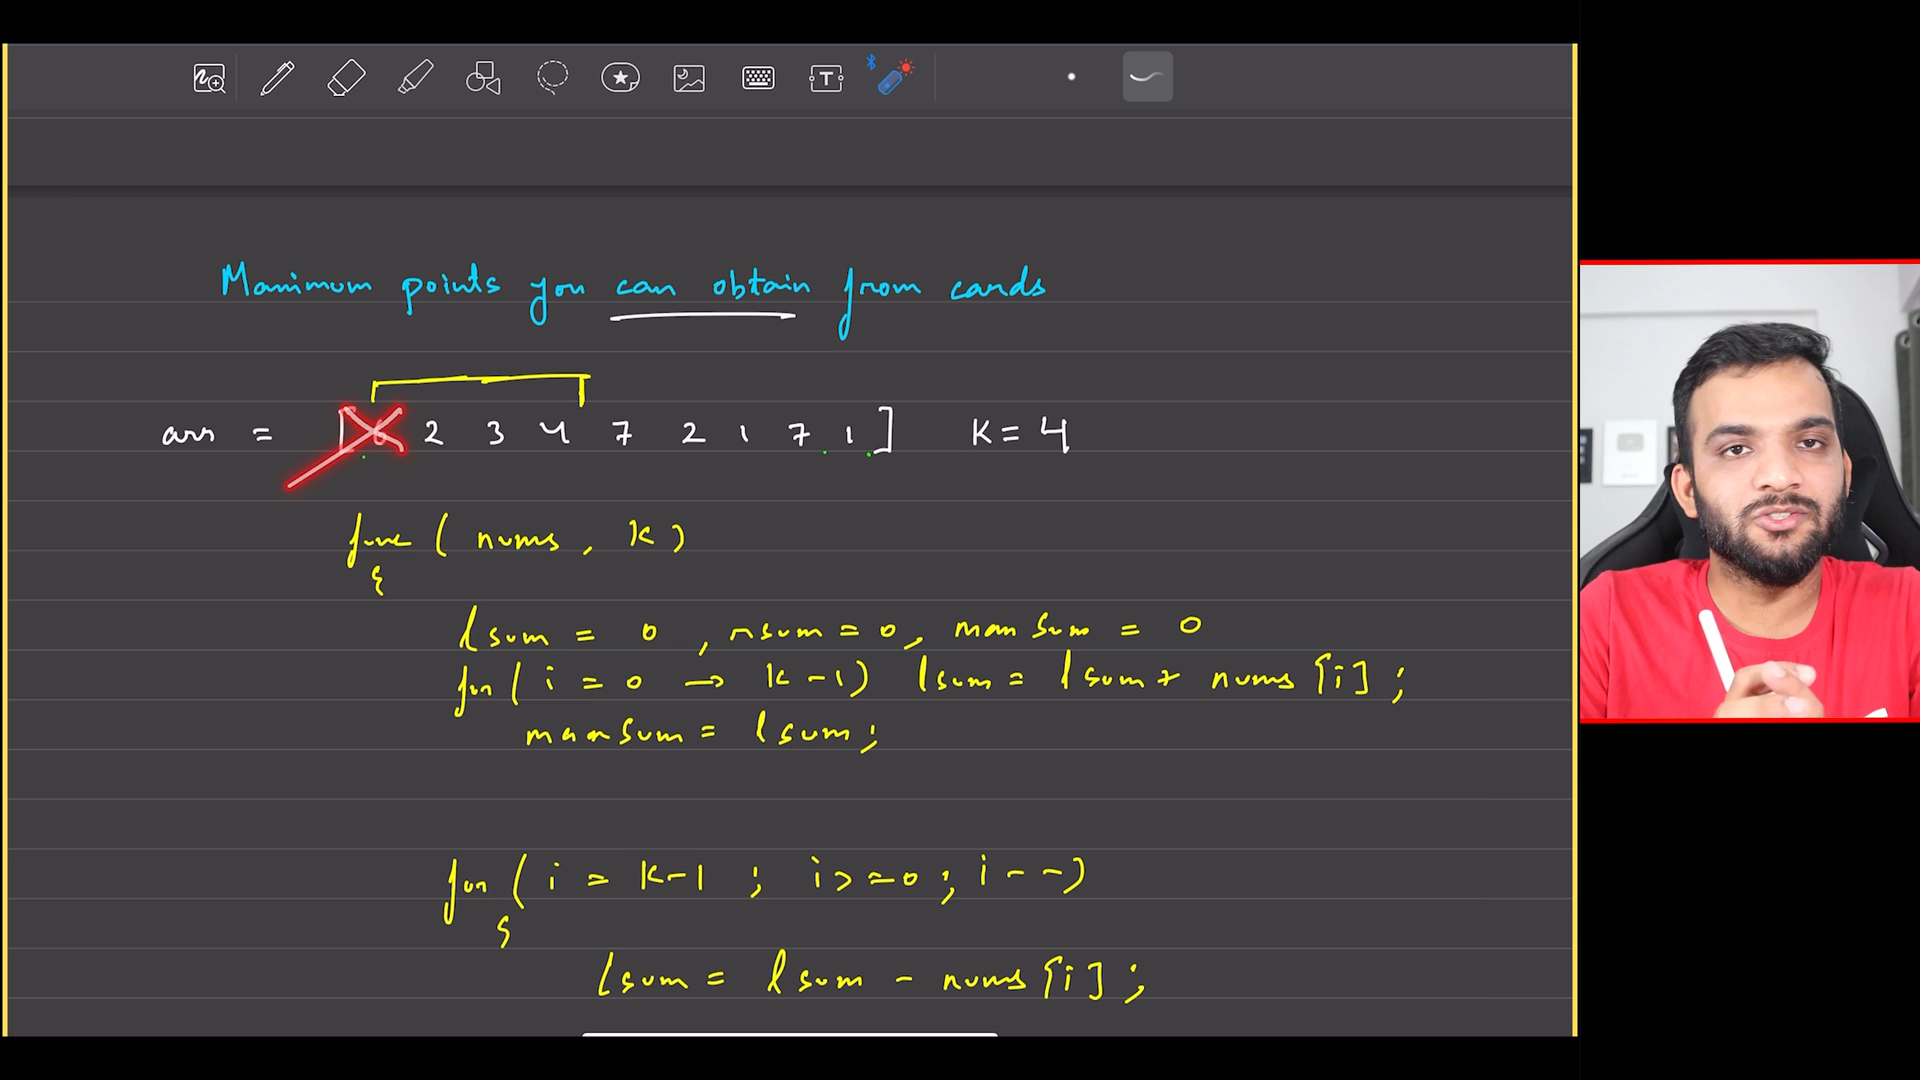 Maximum points you can obtain from cards
arr = [6 2 3 4 7 2 1 7 1] K = 4
func ( nums , k )
{
lsum = 0 , rsum = 0 , maxSum = 0
for ( i = 0 → k - 1 ) lsum = lsum + nums [i] ;
maxSum = lsum ;
for ( i = k - 1 ; i > = 0 ; i - - )
{
lsum = lsum - nums [i] ;